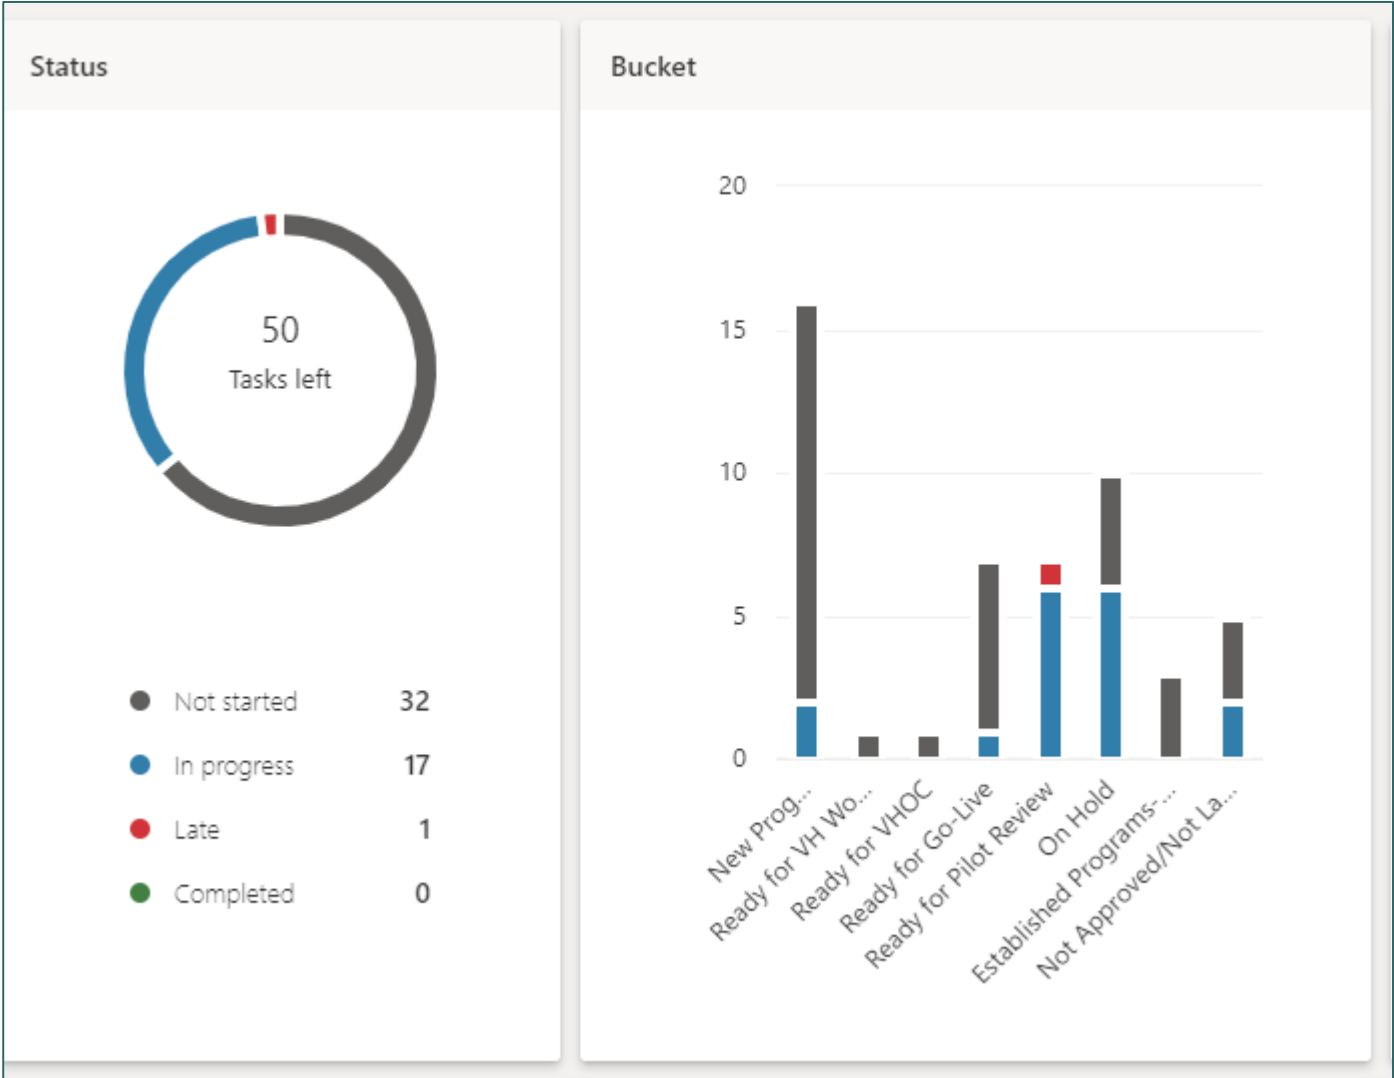 Status
50
Tasks left
Not started 32
In progress 17
Late 1
Completed 0
Bucket
20
15
10
5
0
New Prog...
Ready for VH Wo...
Ready for VHOC
Ready for Go-Live
Ready for Pilot Review
On Hold
Established Programs-...
Not Approved/Not La...